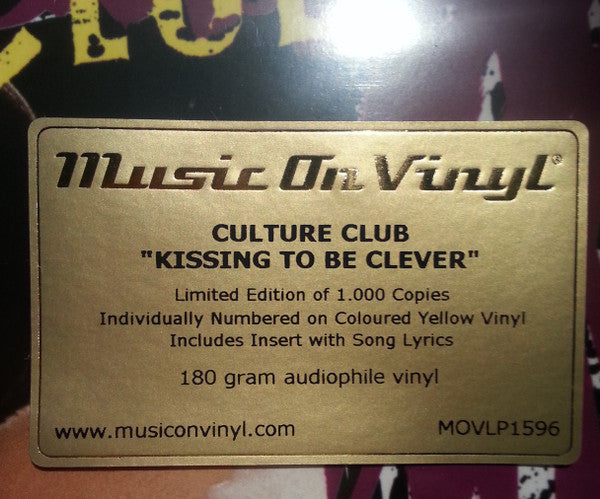 Music On Vinyl®
CULTURE CLUB
"KISSING TO BE CLEVER"
Limited Edition of 1.000 Copies
Individually Numbered on Coloured Yellow Vinyl
Includes Insert with Song Lyrics
180 gram audiophile vinyl
www.musiconvinyl.com
MOVLP1596